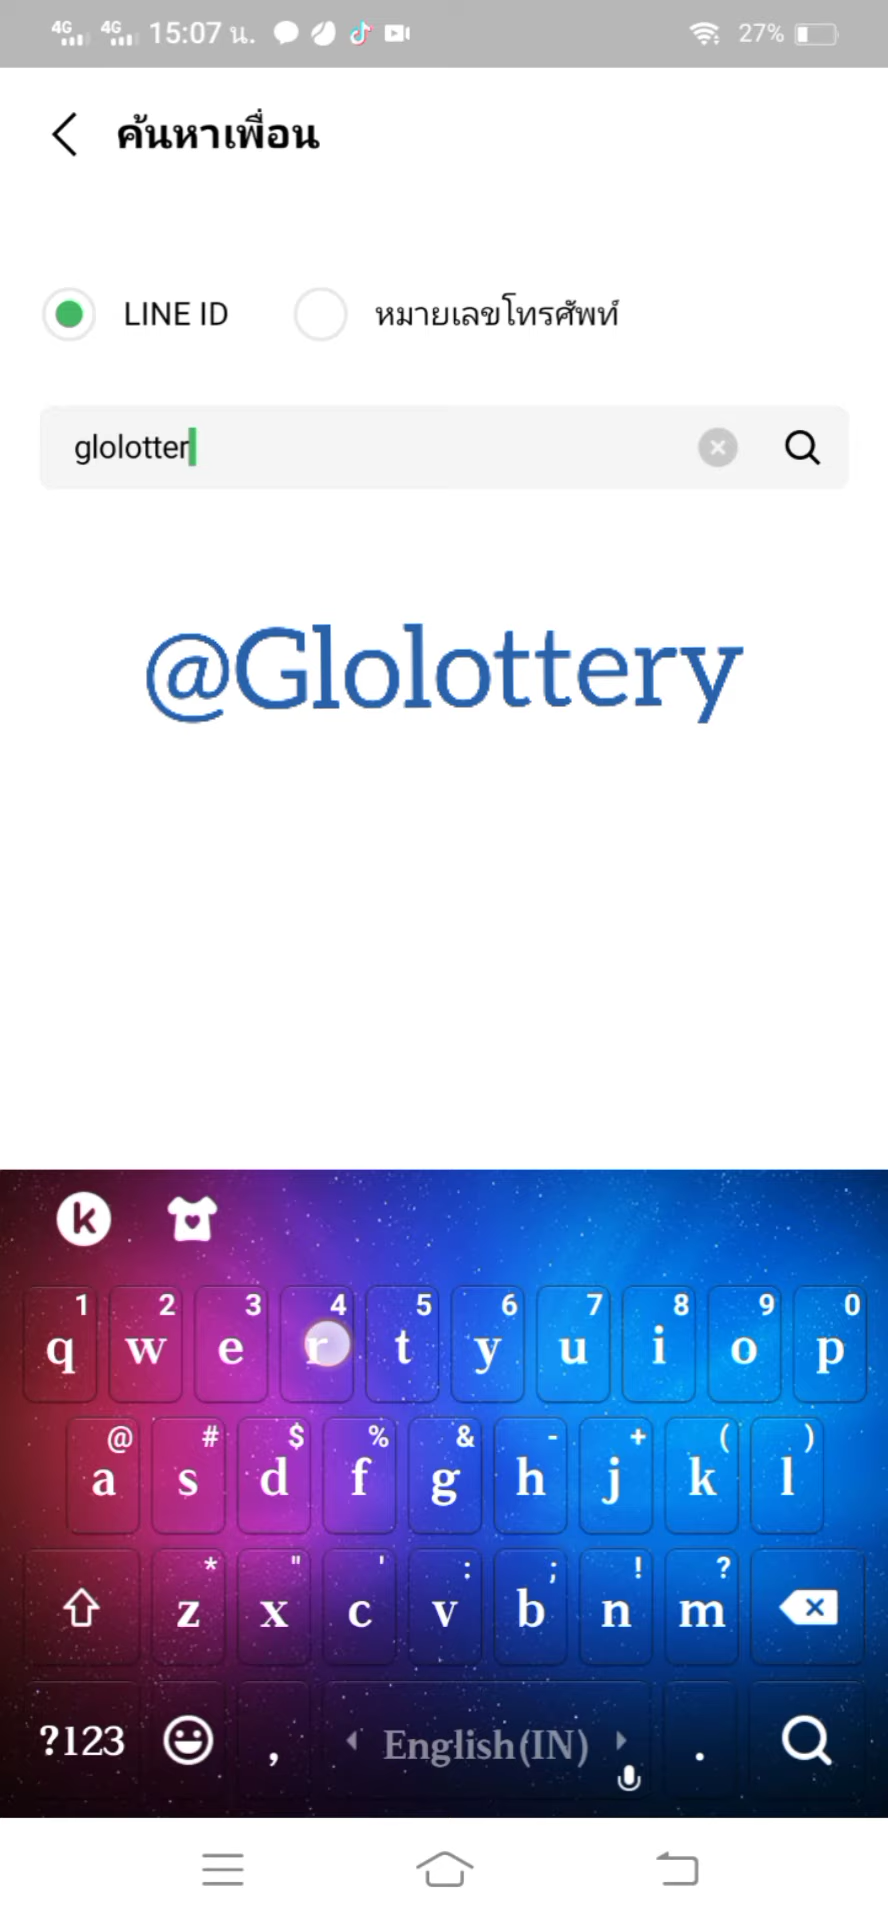 4G 4G 15:07 น. 27%
ค้นหาเพื่อน
LINE ID หมายเลขโทรศัพท์
glolotter
@Glolottery
k
1 2 3 4 5 6 7 8 9 0
q w e r t y u i o p
@ # $ % & - + ( )
a s d f g h j k l
* " ' : ; ! ?
z x c v b n m
?123 , English(IN) .